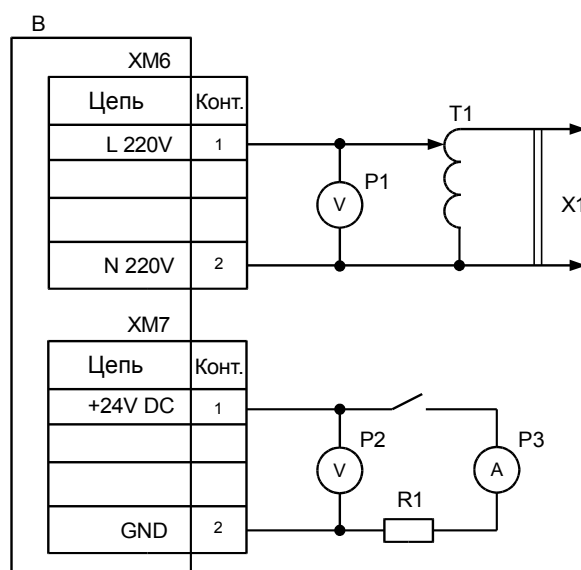 B
XM6
Цепь Конт.
L 220V 1
N 220V 2
T1
P1
V
X1
XM7
Цепь Конт.
+24V DC 1
GND 2
P2
V
P3
A
R1